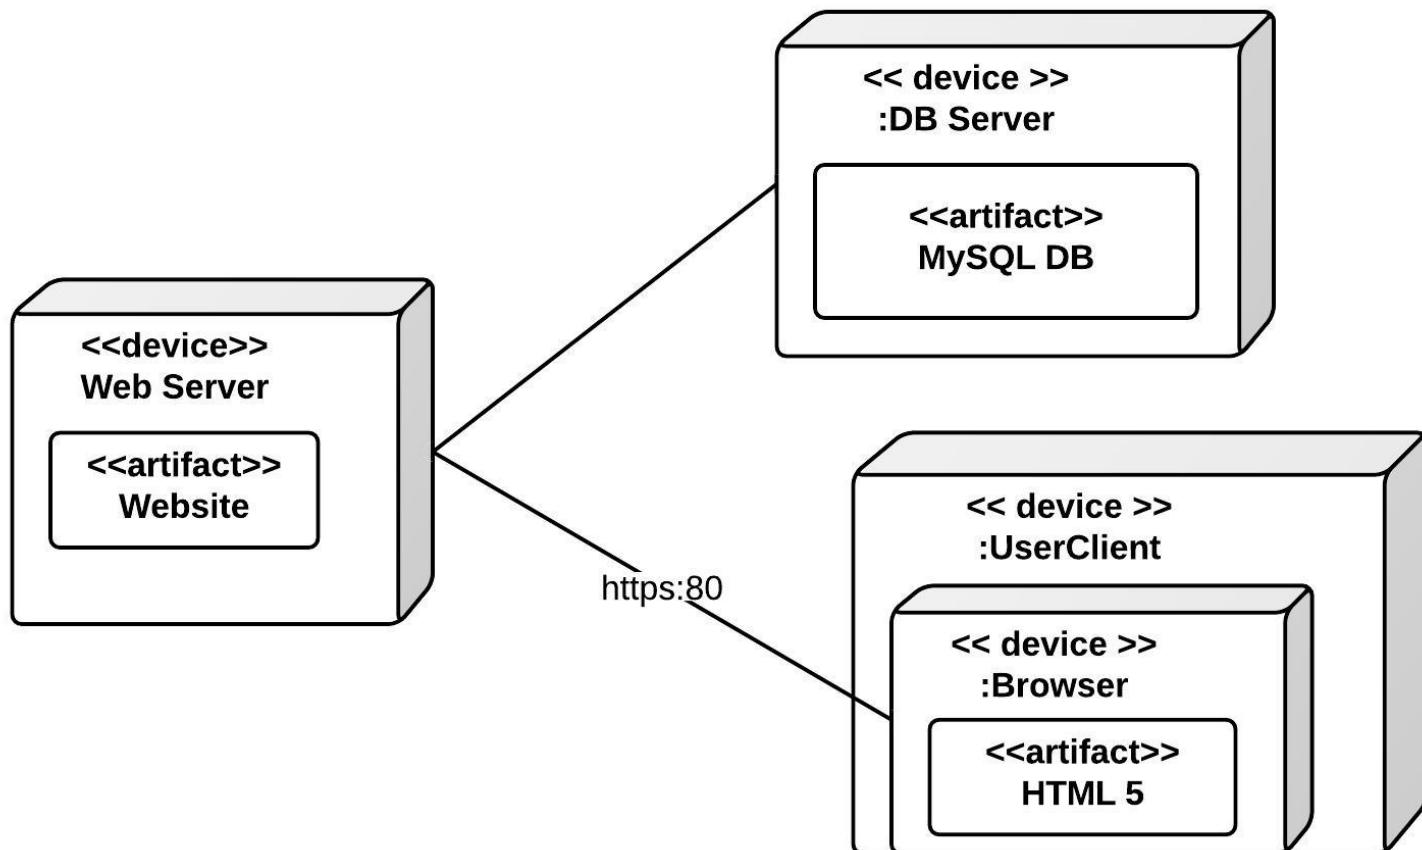 << device >>
:DB Server
<<artifact>>
MySQL DB
<<device>>
Web Server
<<artifact>>
Website
https:80
<< device >>
:UserClient
<< device >>
:Browser
<<artifact>>
HTML 5